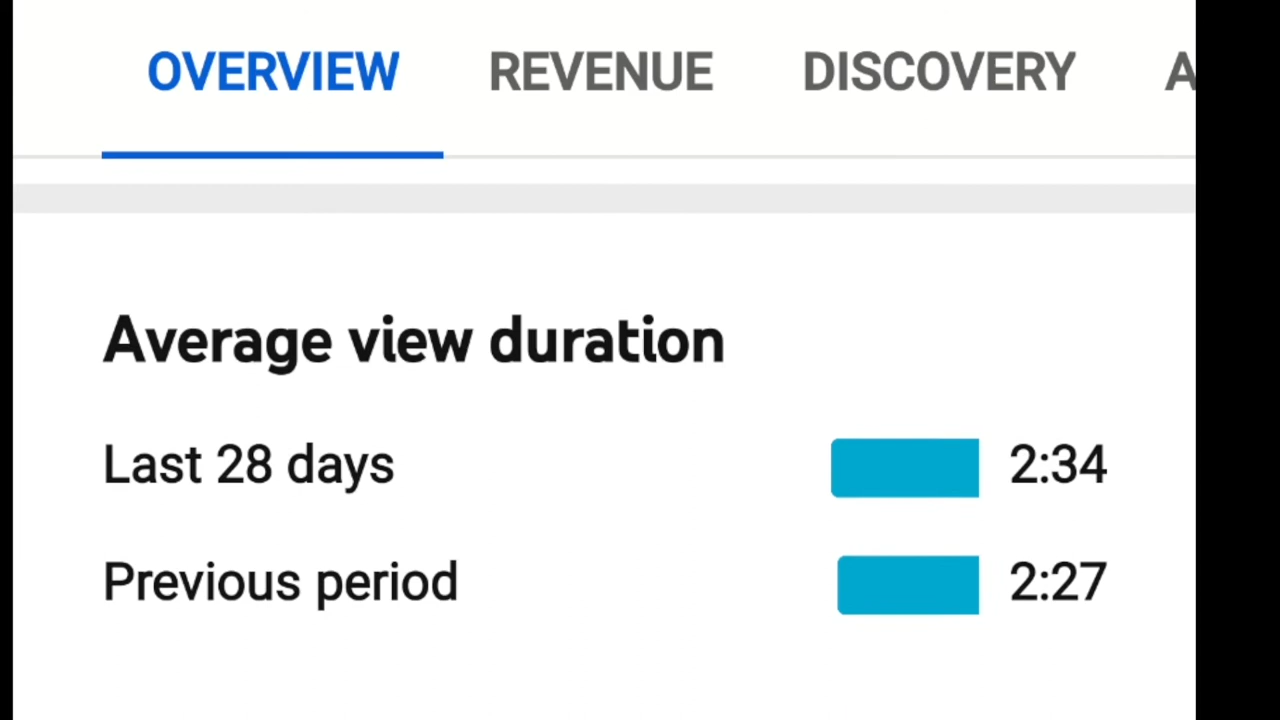 OVERVIEW REVENUE DISCOVERY A
Average view duration
Last 28 days 2:34
Previous period 2:27